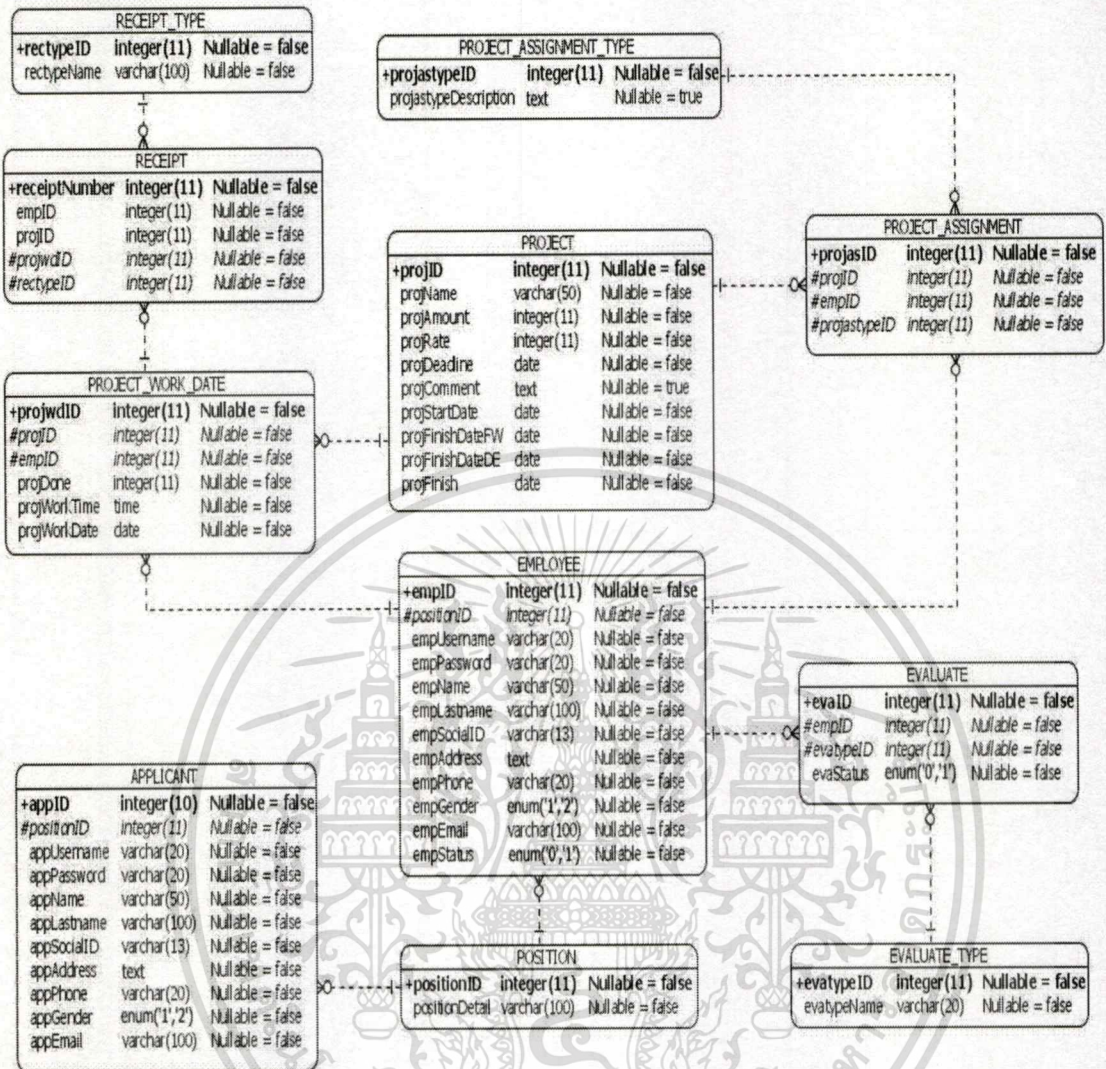 RECEIPT_TYPE
+rectypeID integer(11) Nullable = false
rectypeName varchar(100) Nullable = false
PROJECT_ASSIGNMENT_TYPE
+projastypeID integer(11) Nullable = false
projastypeDescription text Nullable = true
RECEIPT
+receiptNumber integer(11) Nullable = false
empID integer(11) Nullable = false
projID integer(11) Nullable = false
#projwdID integer(11) Nullable = false
#rectypeID integer(11) Nullable = false
PROJECT
+projID integer(11) Nullable = false
projName varchar(50) Nullable = false
projAmount integer(11) Nullable = false
projRate integer(11) Nullable = false
projDeadine date Nullable = false
projComment text Nullable = true
projStartDate date Nullable = false
projFinishDateFW date Nullable = false
projFinishDateDE date Nullable = false
projFinish date Nullable = false
PROJECT_ASSIGNMENT
+projasID integer(11) Nullable = false
#projID integer(11) Nullable = false
#empID integer(11) Nullable = false
#projastypeID integer(11) Nullable = false
PROJECT_WORK_DATE
+projwdID integer(11) Nullable = false
#projID integer(11) Nullable = false
#empID integer(11) Nullable = false
projDone integer(11) Nullable = false
projWorkTime time Nullable = false
projWorkDate date Nullable = false
EMPLOYEE
+empID integer(11) Nullable = false
#positionID integer(11) Nullable = false
empUsername varchar(20) Nullable = false
empPassword varchar(20) Nullable = false
empName varchar(50) Nullable = false
empLastname varchar(100) Nullable = false
empSocialID varchar(13) Nullable = false
empAddress text Nullable = false
empPhone varchar(20) Nullable = false
empGender enum('1','2') Nullable = false
empEmail varchar(100) Nullable = false
empStatus enum('0','1') Nullable = false
EVALUATE
+evaID integer(11) Nullable = false
#empID integer(11) Nullable = false
#evatypeID integer(11) Nullable = false
evaStatus enum('0','1') Nullable = false
APPLICANT
+appID integer(10) Nullable = false
#positionID integer(11) Nullable = false
appUsername varchar(20) Nullable = false
appPassword varchar(20) Nullable = false
appName varchar(50) Nullable = false
appLastname varchar(100) Nullable = false
appSocialID varchar(13) Nullable = false
appAddress text Nullable = false
appPhone varchar(20) Nullable = false
appGender enum('1','2') Nullable = false
appEmail varchar(100) Nullable = false
POSITION
+positionID integer(11) Nullable = false
positionDetail varchar(100) Nullable = false
EVALUATE_TYPE
+evatypeID integer(11) Nullable = false
evatypeName varchar(20) Nullable = false